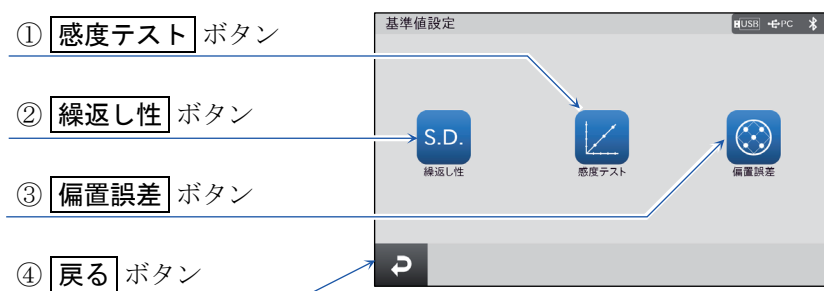 ① 感度テスト ボタン
② 繰返し性 ボタン
③ 偏置誤差 ボタン
④ 戻る ボタン
基準値設定
USB PC
S.D.
繰返し性
感度テスト
偏置誤差